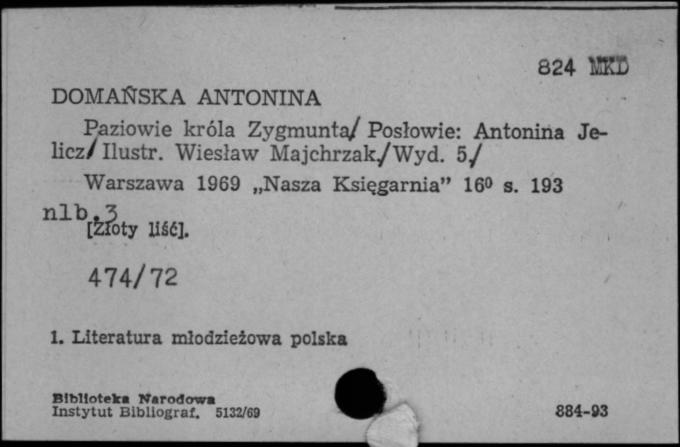 824 MKD
DOMAŃSKA ANTONINA
Paziowie króla Zygmunta/ Posłowie: Antonina Je-
licz/ Ilustr. Wiesław Majchrzak./Wyd. 5./
Warszawa 1969 „Nasza Księgarnia” 16⁰ s. 193
nlb.3
[Złoty liść].
474/72
1. Literatura młodzieżowa polska
Biblioteka Narodowa
Instytut Bibliograf. 5132/69
884-93